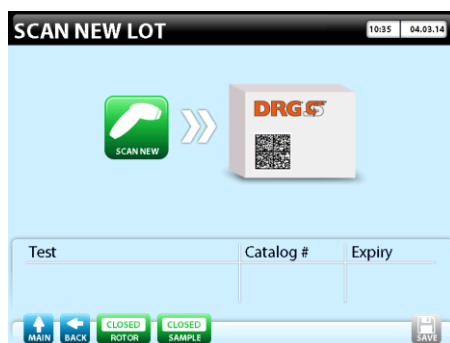 SCAN NEW LOT 10:35 04.03.14
DRG
SCAN NEW
Test Catalog # Expiry
MAIN BACK CLOSED ROTOR CLOSED SAMPLE SAVE